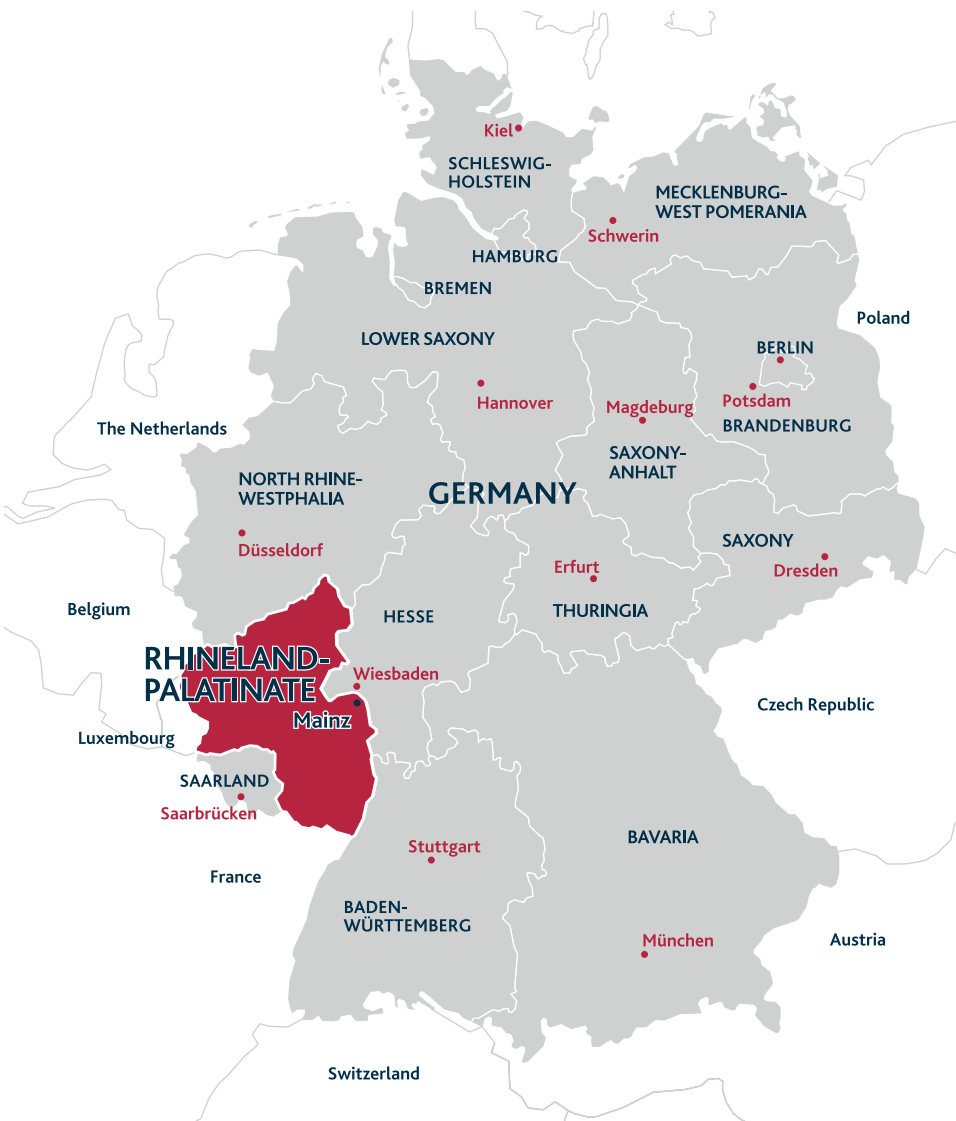 Kiel
SCHLESWIG-
HOLSTEIN
MECKLENBURG-
WEST POMERANIA
Schwerin
HAMBURG
BREMEN
Poland
LOWER SAXONY
BERLIN
Hannover
Magdeburg
Potsdam
The Netherlands
BRANDENBURG
SAXONY-
ANHALT
NORTH RHINE-
WESTPHALIA
GERMANY
SAXONY
Düsseldorf
Erfurt
Dresden
Belgium
HESSE
THURINGIA
RHINELAND-
PALATINATE
Wiesbaden
Mainz
Czech Republic
Luxembourg
SAARLAND
Saarbrücken
BAVARIA
Stuttgart
France
BADEN-
WÜRTTEMBERG
München
Austria
Switzerland